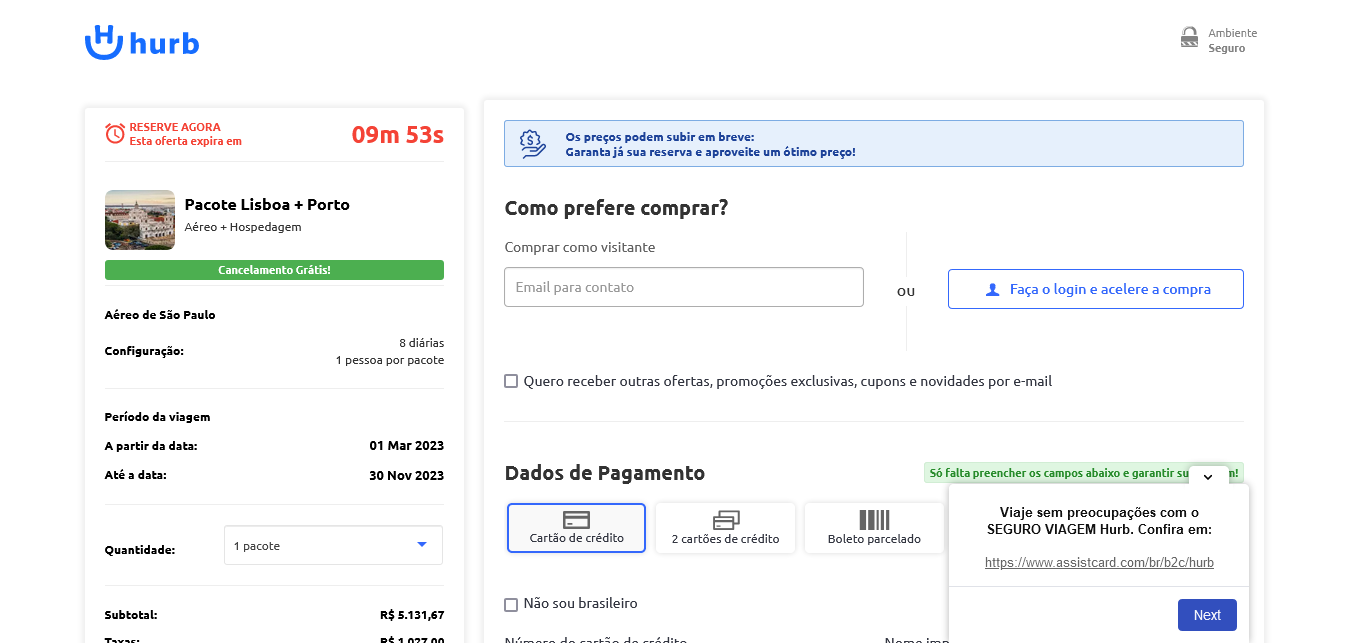 hurb
Ambiente
Seguro
RESERVE AGORA
Esta oferta expira em
09m 53s
Pacote Lisboa + Porto
Aéreo + Hospedagem
Cancelamento Grátis!
Aéreo de São Paulo
Configuração:
8 diárias
1 pessoa por pacote
Período da viagem
A partir da data: 01 Mar 2023
Até a data: 30 Nov 2023
Quantidade: 1 pacote
Subtotal: R$ 5.131,67
Taxas: R$ 1.027,00
Os preços podem subir em breve:
Garanta já sua reserva e aproveite um ótimo preço!
Como prefere comprar?
Comprar como visitante
Email para contato
ou
Faça o login e acelere a compra
Quero receber outras ofertas, promoções exclusivas, cupons e novidades por e-mail
Dados de Pagamento
Só falta preencher os campos abaixo e garantir
Cartão de crédito
2 cartões de crédito
Boleto parcelado
Não sou brasileiro
Número do cartão de crédito
Nome
Viaje sem preocupações com o
SEGURO VIAGEM Hurb. Confira em:
https://www.assistcard.com/br/b2c/hurb
Next